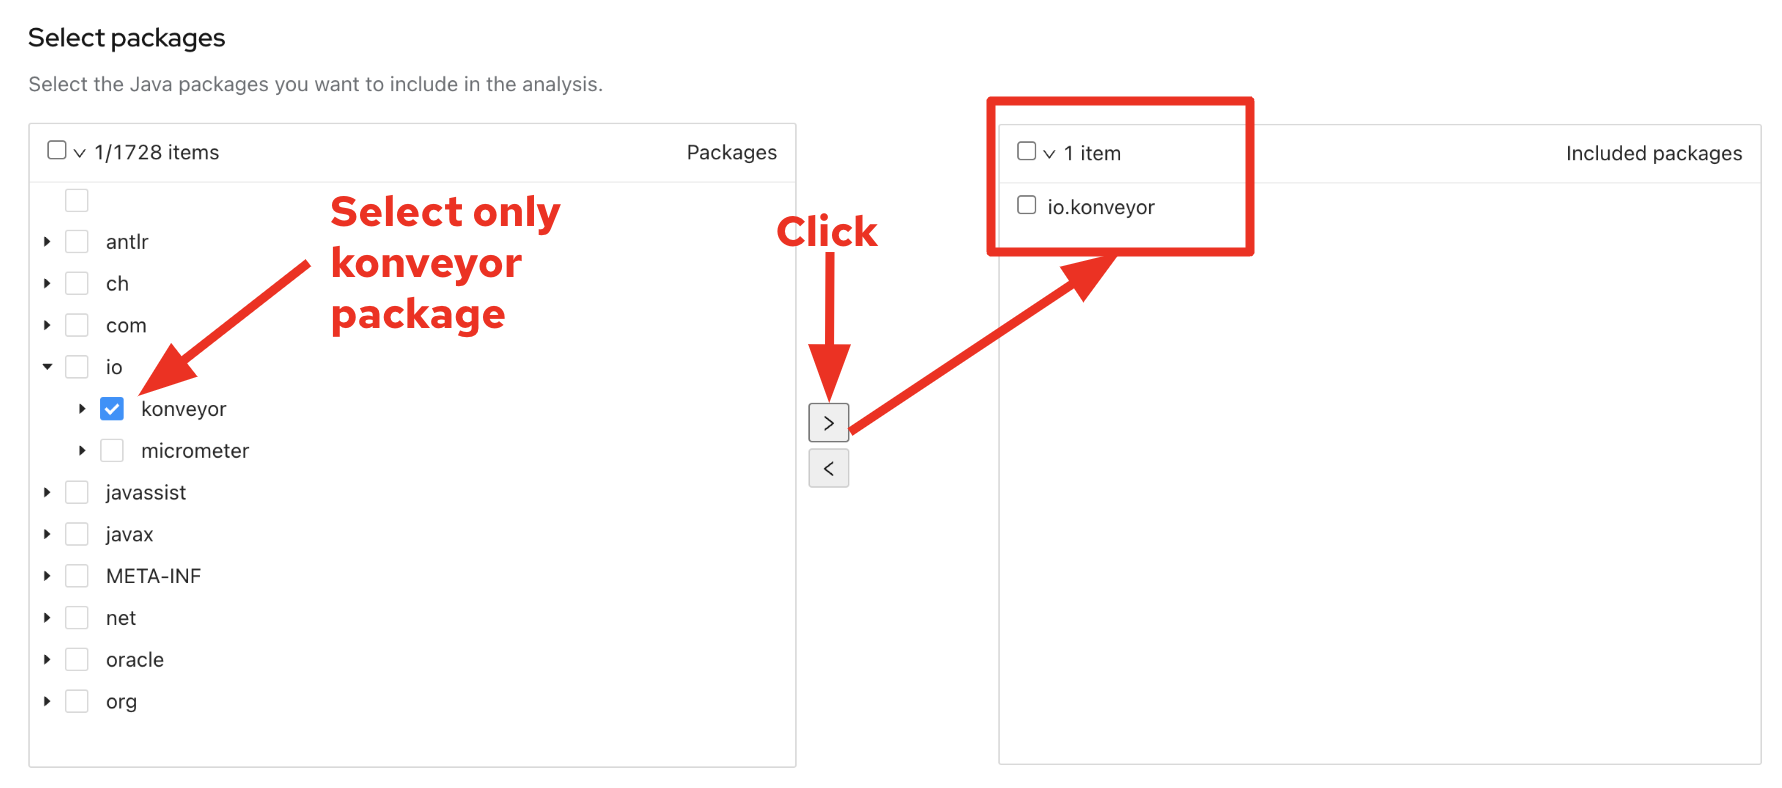 Select packages
Select the Java packages you want to include in the analysis.
1/1728 items
Packages
antlr
ch
com
io
konveyor
micrometer
javassist
javax
META-INF
net
oracle
org
Select only
konveyor
package
Click
>
<
1 item
Included packages
io.konveyor